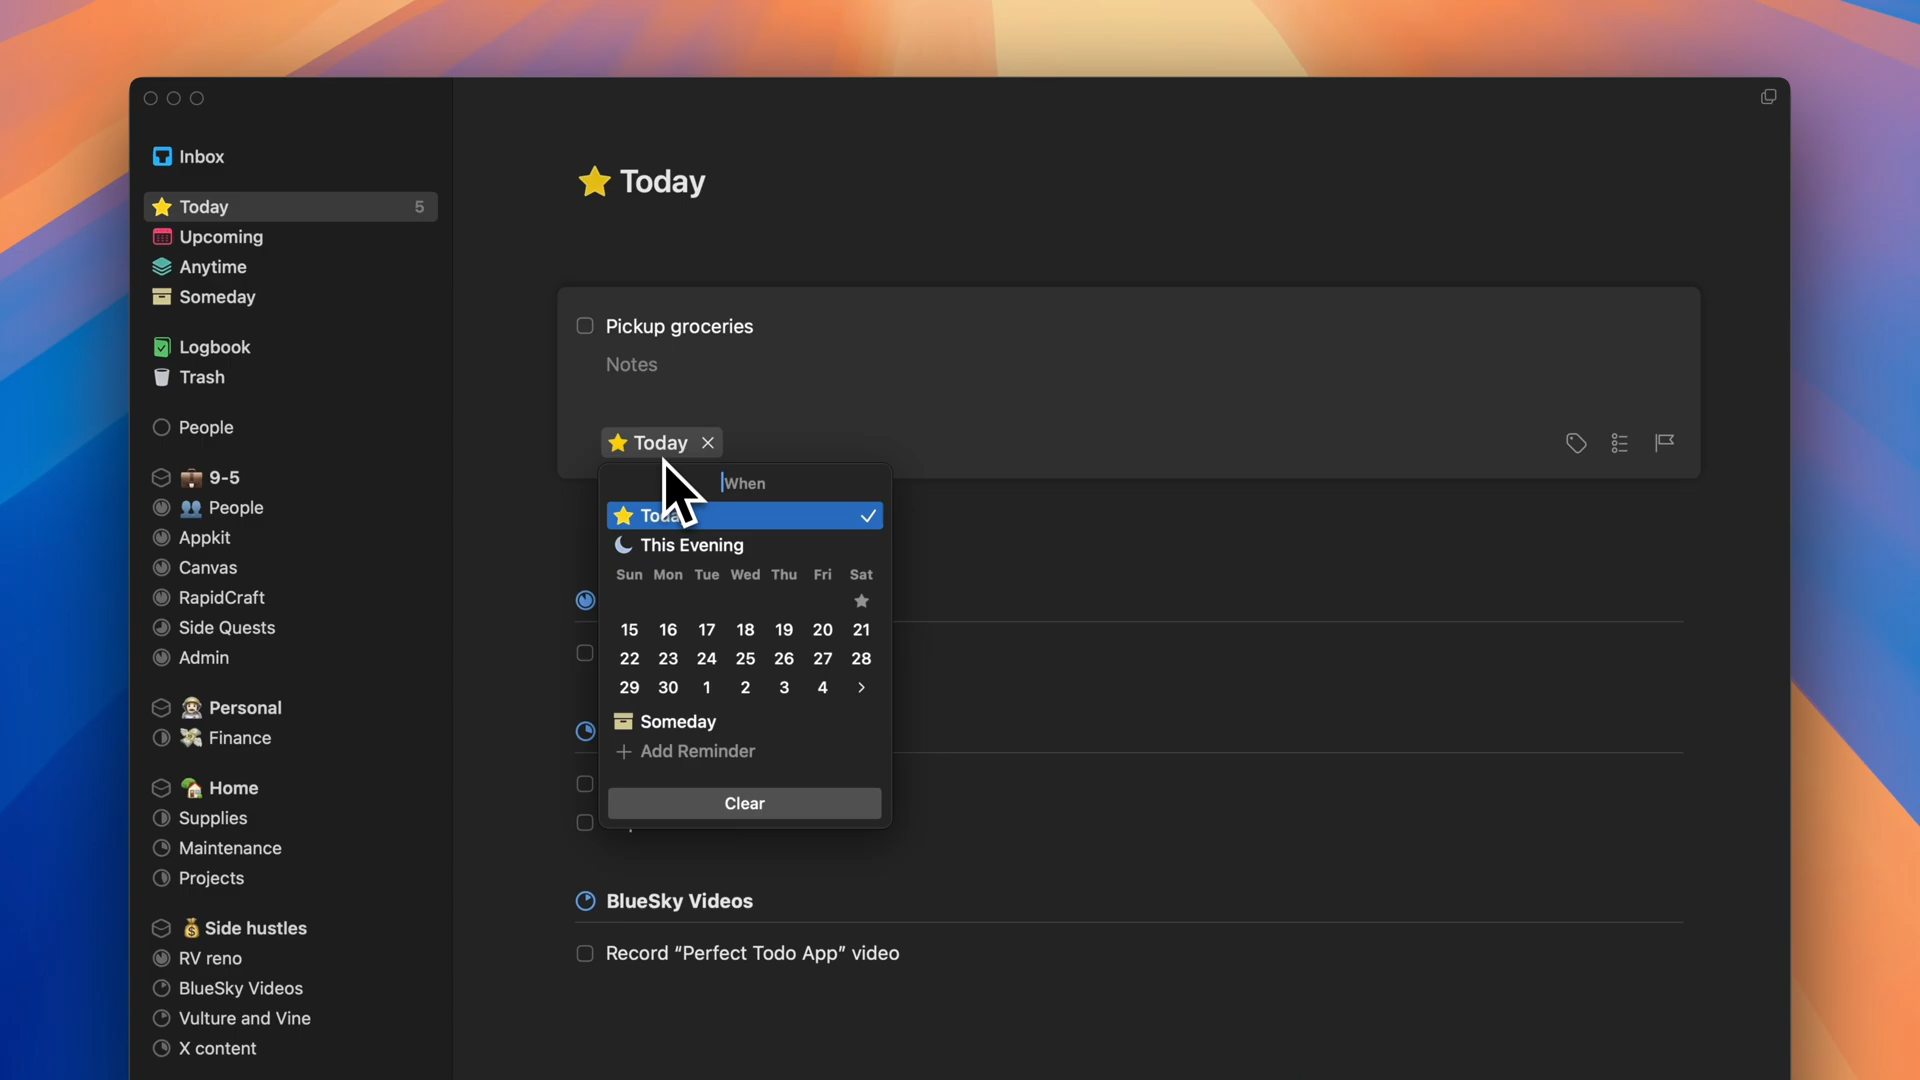 Inbox
Today 5
Upcoming
Anytime
Someday
Logbook
Trash
People
9-5
People
Appkit
Canvas
RapidCraft
Side Quests
Admin
Personal
Finance
Home
Supplies
Maintenance
Projects
Side hustles
RV reno
BlueSky Videos
Vulture and Vine
X content
Today
Pickup groceries
Notes
Today
When
This Evening
Sun Mon Tue Wed Thu Fri Sat
15 16 17 18 19 20 21
22 23 24 25 26 27 28
29 30 1 2 3 4
Someday
Add Reminder
Clear
BlueSky Videos
Record “Perfect Todo App” video